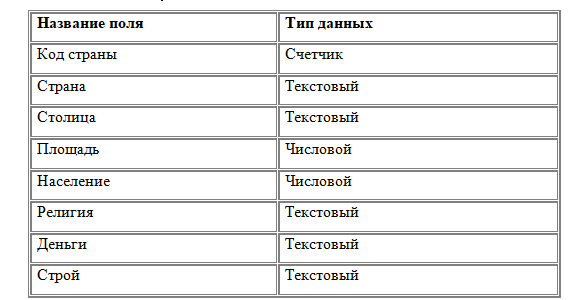 Название поля Тип данных
Код страны Счетчик
Страна Текстовый
Столица Текстовый
Площадь Числовой
Население Числовой
Религия Текстовый
Деньги Текстовый
Строй Текстовый